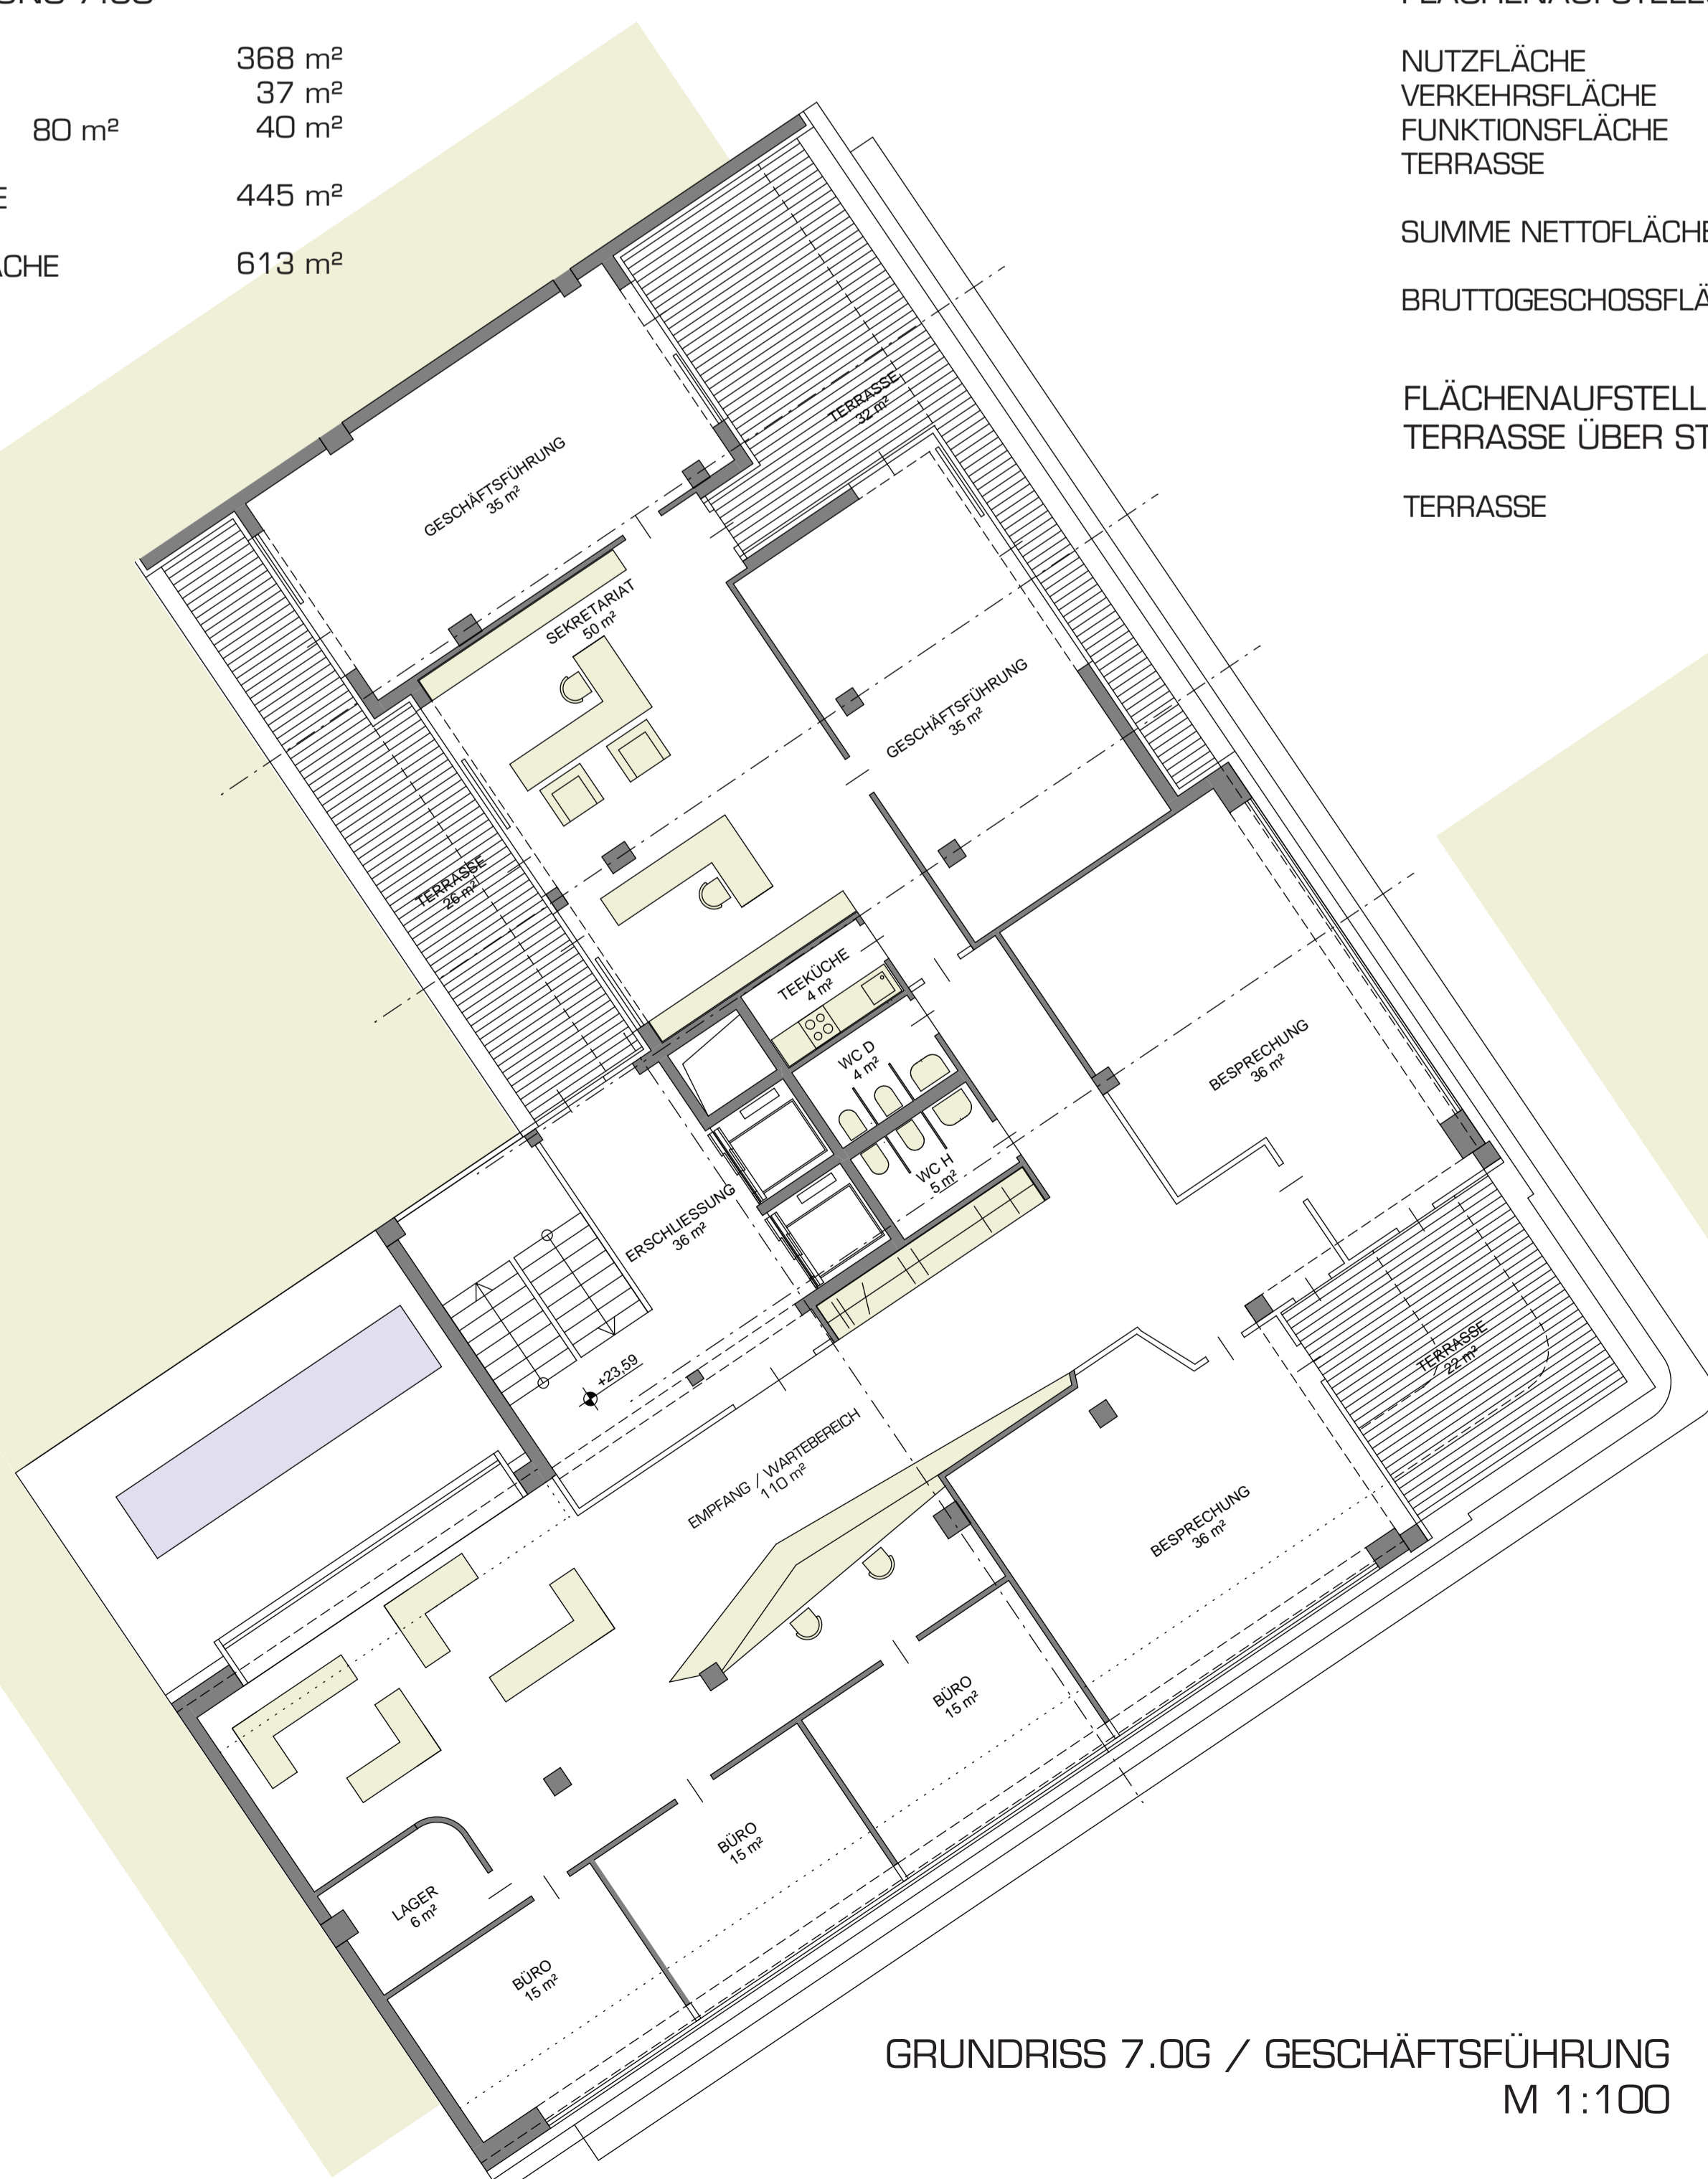 368 m²
37 m²
80 m² 40 m²
E 445 m²
CHE 613 m²
NUTZFLÄCHE
VERKEHRSFLÄCHE
FUNKTIONSFLÄCHE
TERRASSE
SUMME NETTOFLÄCHE
BRUTTOGESCHOSSFLÄ
FLÄCHENAUFSTELL
TERRASSE ÜBER ST
TERRASSE
TERRASSE
32 m²
GESCHÄFTSFÜHRUNG
35 m²
SEKRETARIAT
50 m²
GESCHÄFTSFÜHRUNG
35 m²
TERRASSE
26 m²
TEEKÜCHE
4 m²
WC D
4 m²
BESPRECHUNG
36 m²
WC H
5 m²
ERSCHLIESSUNG
36 m²
+23,59
TERRASSE
22 m²
EMPFANG / WARTEBEREICH
110 m²
BESPRECHUNG
36 m²
BÜRO
15 m²
BÜRO
15 m²
LAGER
6 m²
BÜRO
15 m²
GRUNDRISS 7.OG / GESCHÄFTSFÜHRUNG
M 1:100